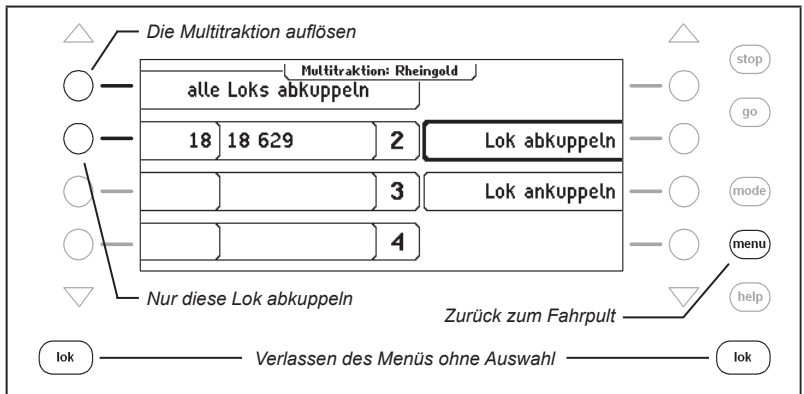 Die Multitraktion auflösen
stop
Multitraktion: Rheingold
alle Loks abkuppeln
go
18 18 629 2 Lok abkuppeln
3 Lok ankuppeln
mode
4
menu
Nur diese Lok abkuppeln
help
Zurück zum Fahrpult
lok Verlassen des Menüs ohne Auswahl lok